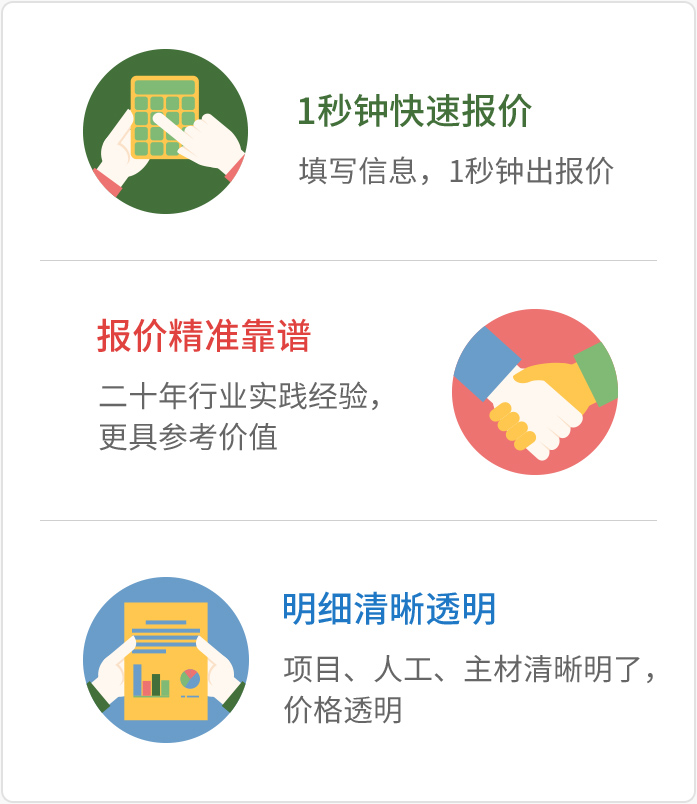 1秒钟快速报价
填写信息，1秒钟出报价
报价精准靠谱
二十年行业实践经验，
更具参考价值
明细清晰透明
项目、人工、主材清晰明了，
价格透明